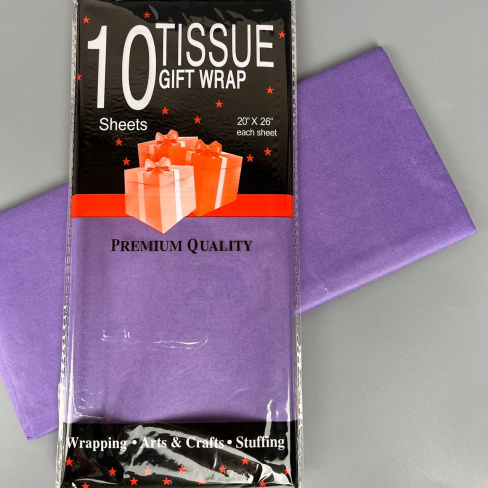 10 TISSUE
GIFT WRAP
Sheets
20" X 26"
each sheet
PREMIUM QUALITY
Wrapping • Arts & Crafts • Stuffing